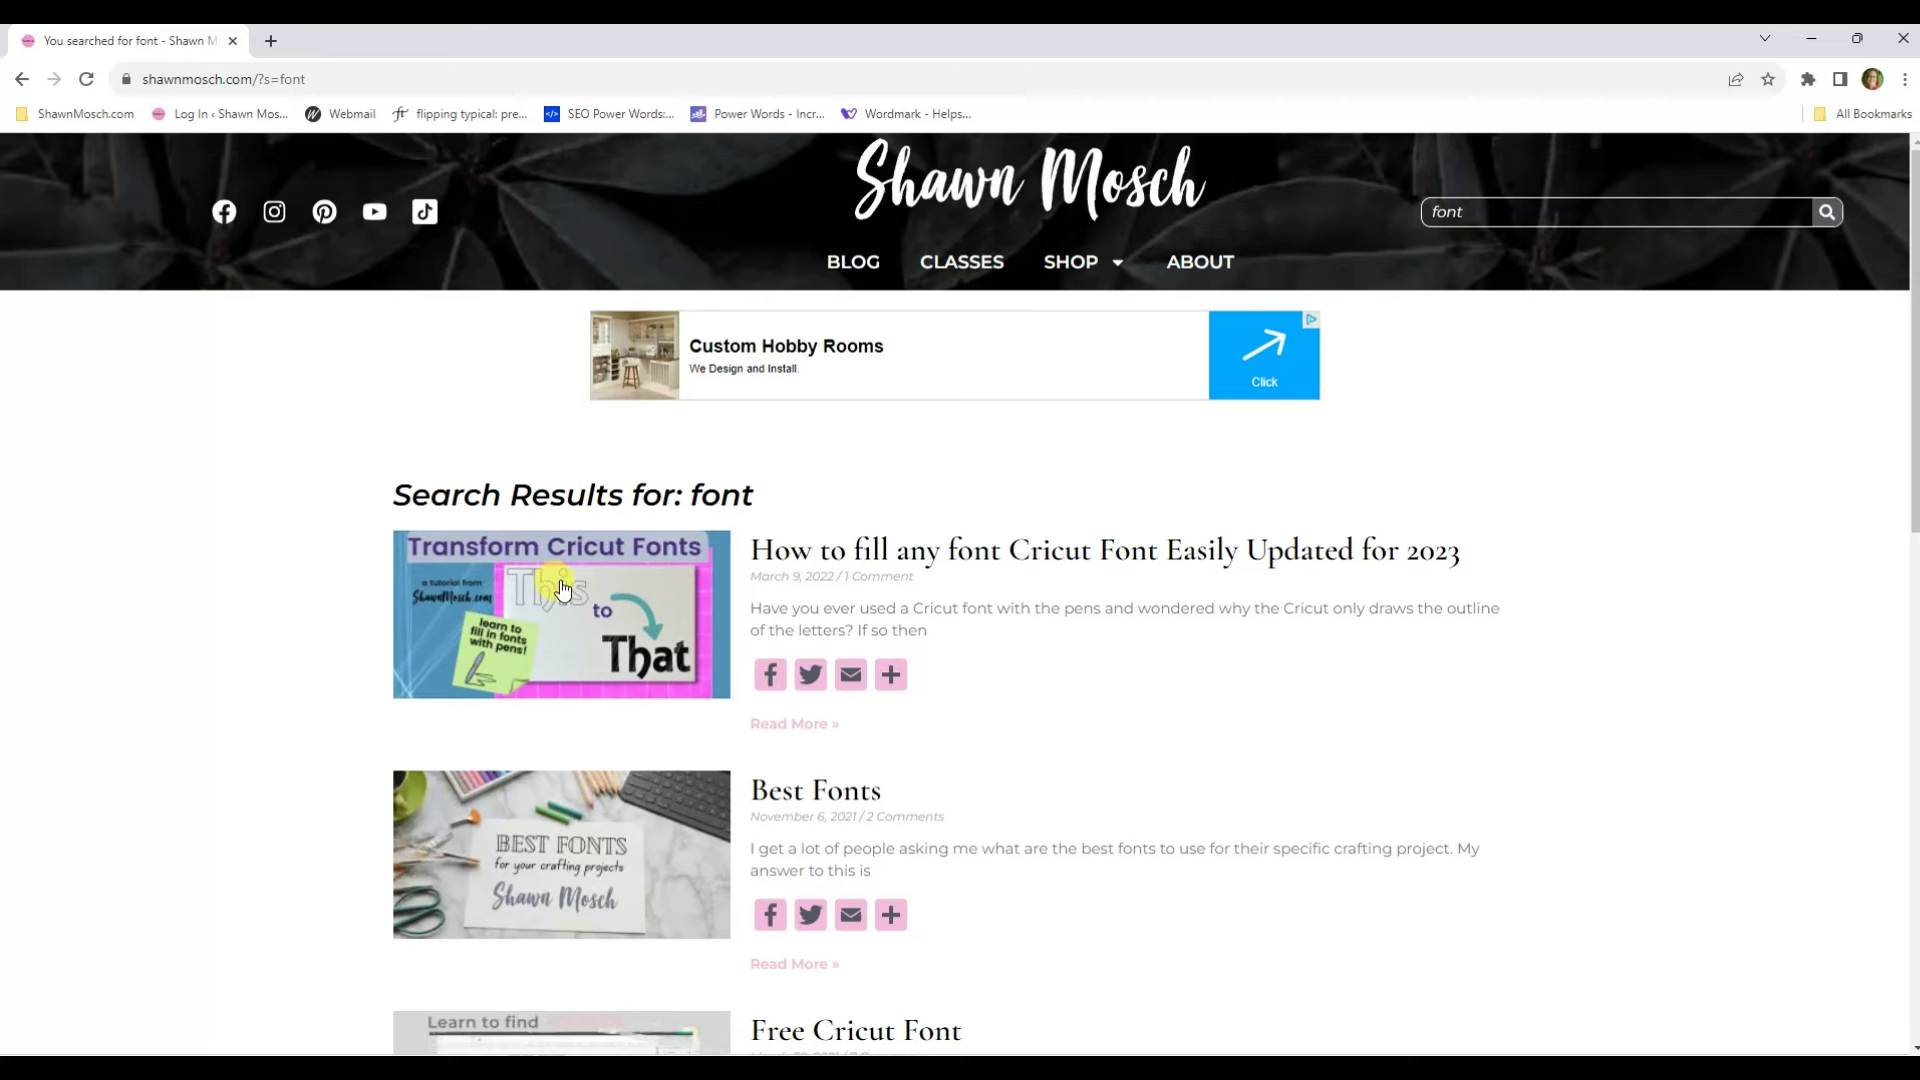 You searched for font - Shawn M
shawnmosch.com/?s=font
ShawnMosch.com Log In ‹ Shawn Mos... Webmail flipping typical: pre... SEO Power Words:... Power Words - Incr... Wordmark - Helps... All Bookmarks
Shawn Mosch
font
BLOG CLASSES SHOP ABOUT
Custom Hobby Rooms
We Design and Install.
Click
Search Results for: font
Transform Cricut Fonts
a tutorial from
ShawnMosch.com
This
to
That
learn to
fill in fonts
with pens!
How to fill any font Cricut Font Easily Updated for 2023
March 9, 2022 / 1 Comment
Have you ever used a Cricut font with the pens and wondered why the Cricut only draws the outline
of the letters? If so then
Read More »
BEST FONTS
for your crafting projects
Shawn Mosch
Best Fonts
November 6, 2021 / 2 Comments
I get a lot of people asking me what are the best fonts to use for their specific crafting project. My
answer to this is
Read More »
Learn to find
Free Cricut Font